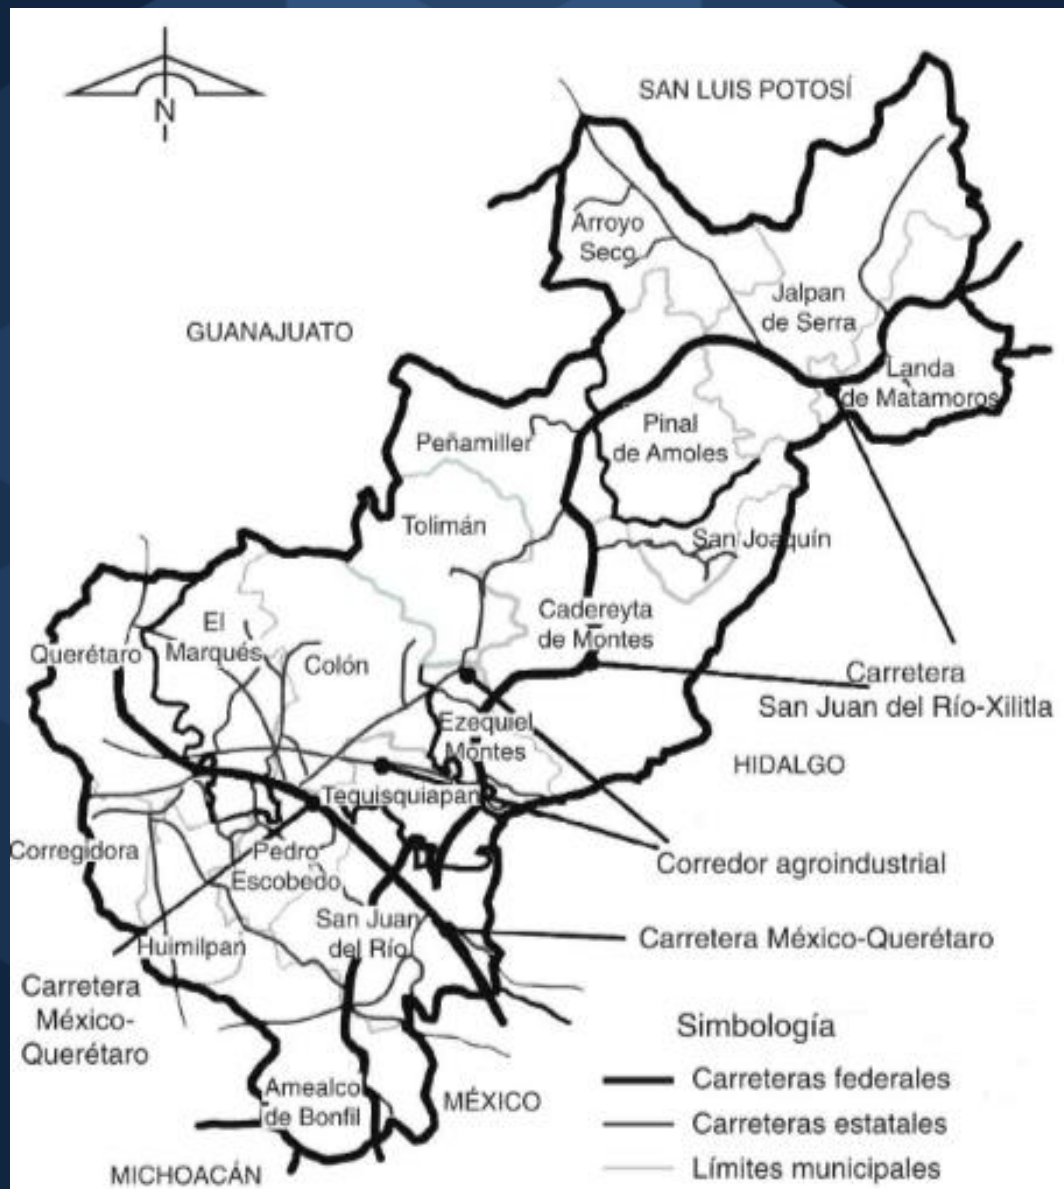 N
SAN LUIS POTOSÍ
Arroyo
Seco
Jalpan
de Serra
GUANAJUATO
Landa
de Matamoros
Pinal
de Amoles
Peñamiller
Tolimán
San Joaquín
Cadereyta
de Montes
El
Marqués
Querétaro
Colón
Carretera
San Juan del Río-Xilitla
Ezequiel
Montes
HIDALGO
Tequisquiapan
Corregidora
Pedro
Escobedo
Corredor agroindustrial
San Juan
del Río
Huimilpan
Carretera México-Querétaro
Carretera
México-
Querétaro
Simbología
Carreteras federales
Carreteras estatales
Límites municipales
Amealco
de Bonfil
MÉXICO
MICHOACÁN